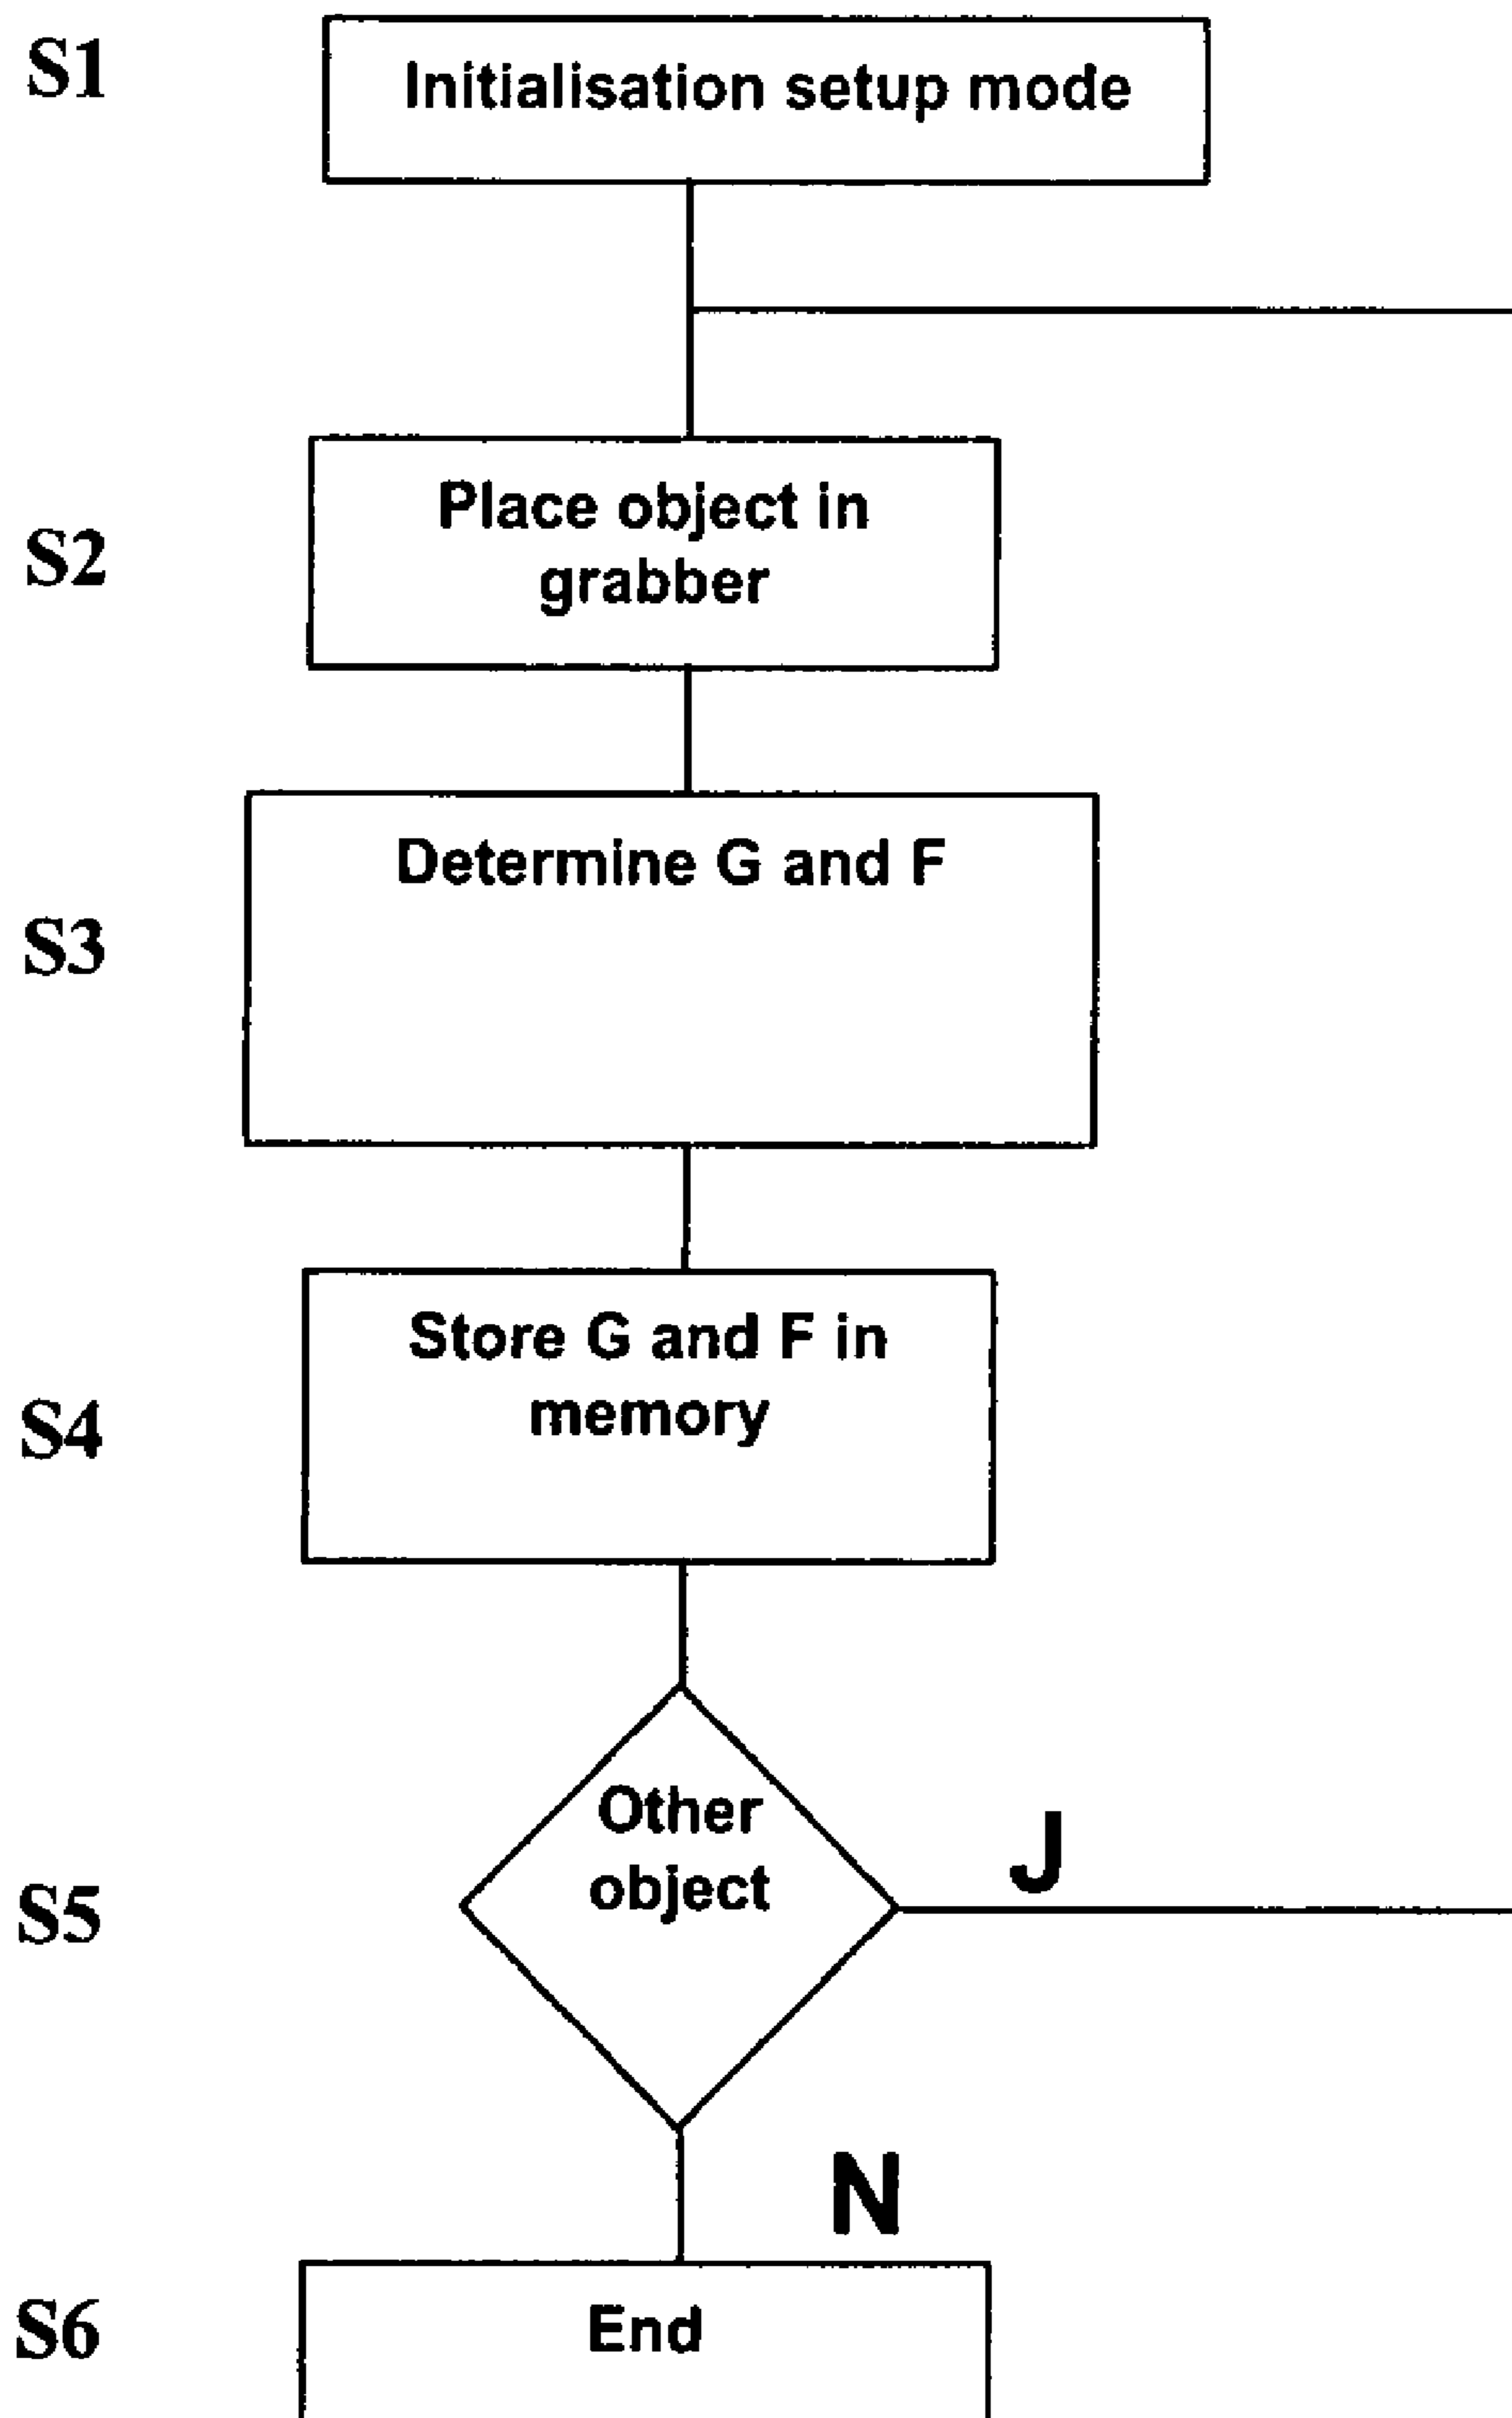 S1
Initialisation setup mode
S2
Place object in
grabber
S3
Determine G and F
S4
Store G and F in
memory
S5
Other
object
J
N
S6
End